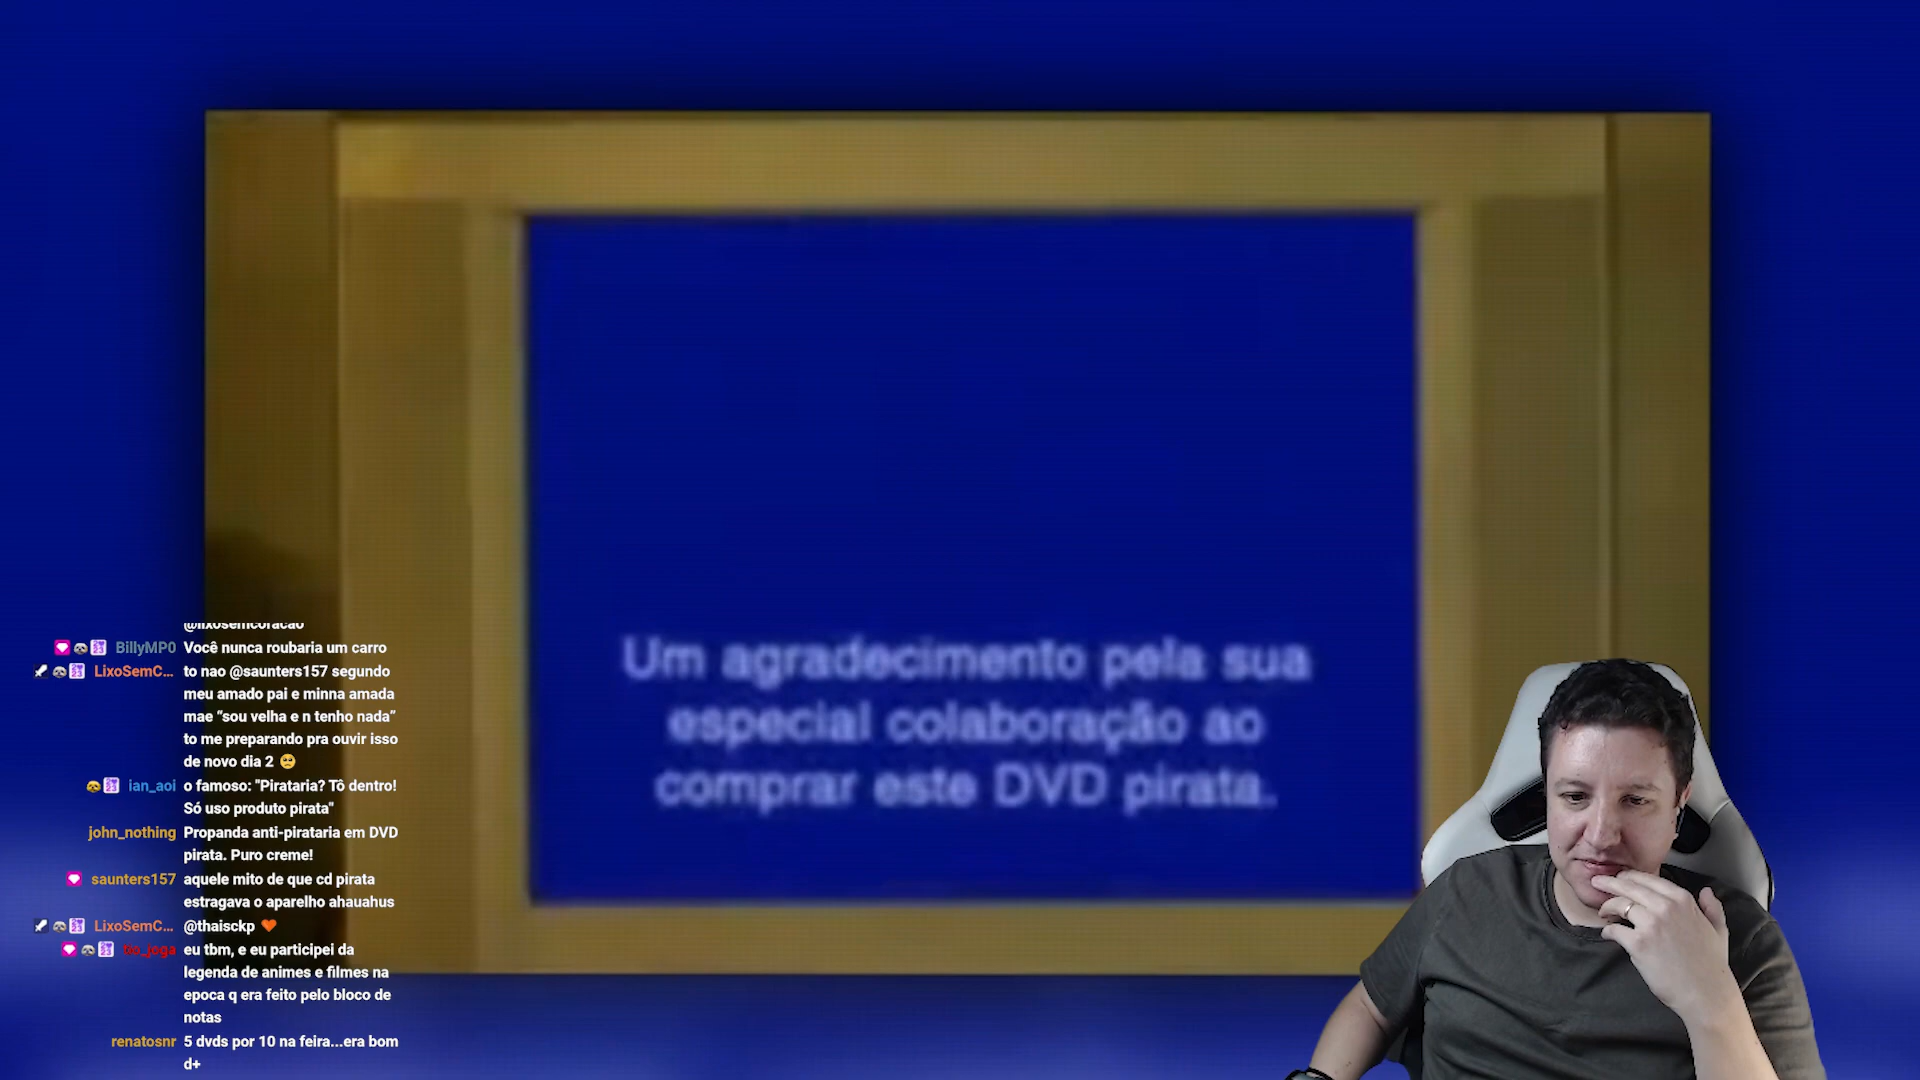 Um agradecimento pela sua
especial colaboração ao
comprar este DVD pirata.
@lixosemcoracao
BillyMP0 Você nunca roubaria um carro
LixoSemC... to nao @saunters157 segundo
meu amado pai e minna amada
mae “sou velha e n tenho nada”
to me preparando pra ouvir isso
de novo dia 2 🥺
ian_aoi o famoso: "Pirataria? Tô dentro!
Só uso produto pirata"
john_nothing Propanda anti-pirataria em DVD
pirata. Puro creme!
saunters157 aquele mito de que cd pirata
estragava o aparelho ahauahus
LixoSemC... @thaisckp 🧡
eu tbm, e eu participei da
legenda de animes e filmes na
epoca q era feito pelo bloco de
notas
renatosnr 5 dvds por 10 na feira...era bom
d+